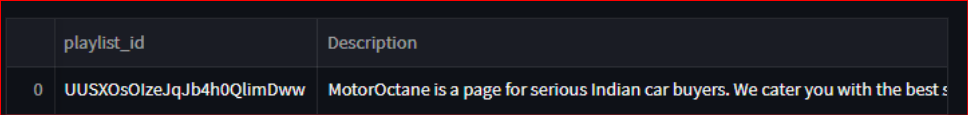 playlist_id Description
0 UUSXOsOIzeJqJb4h0QlimDww MotorOctane is a page for serious Indian car buyers. We cater you with the best s